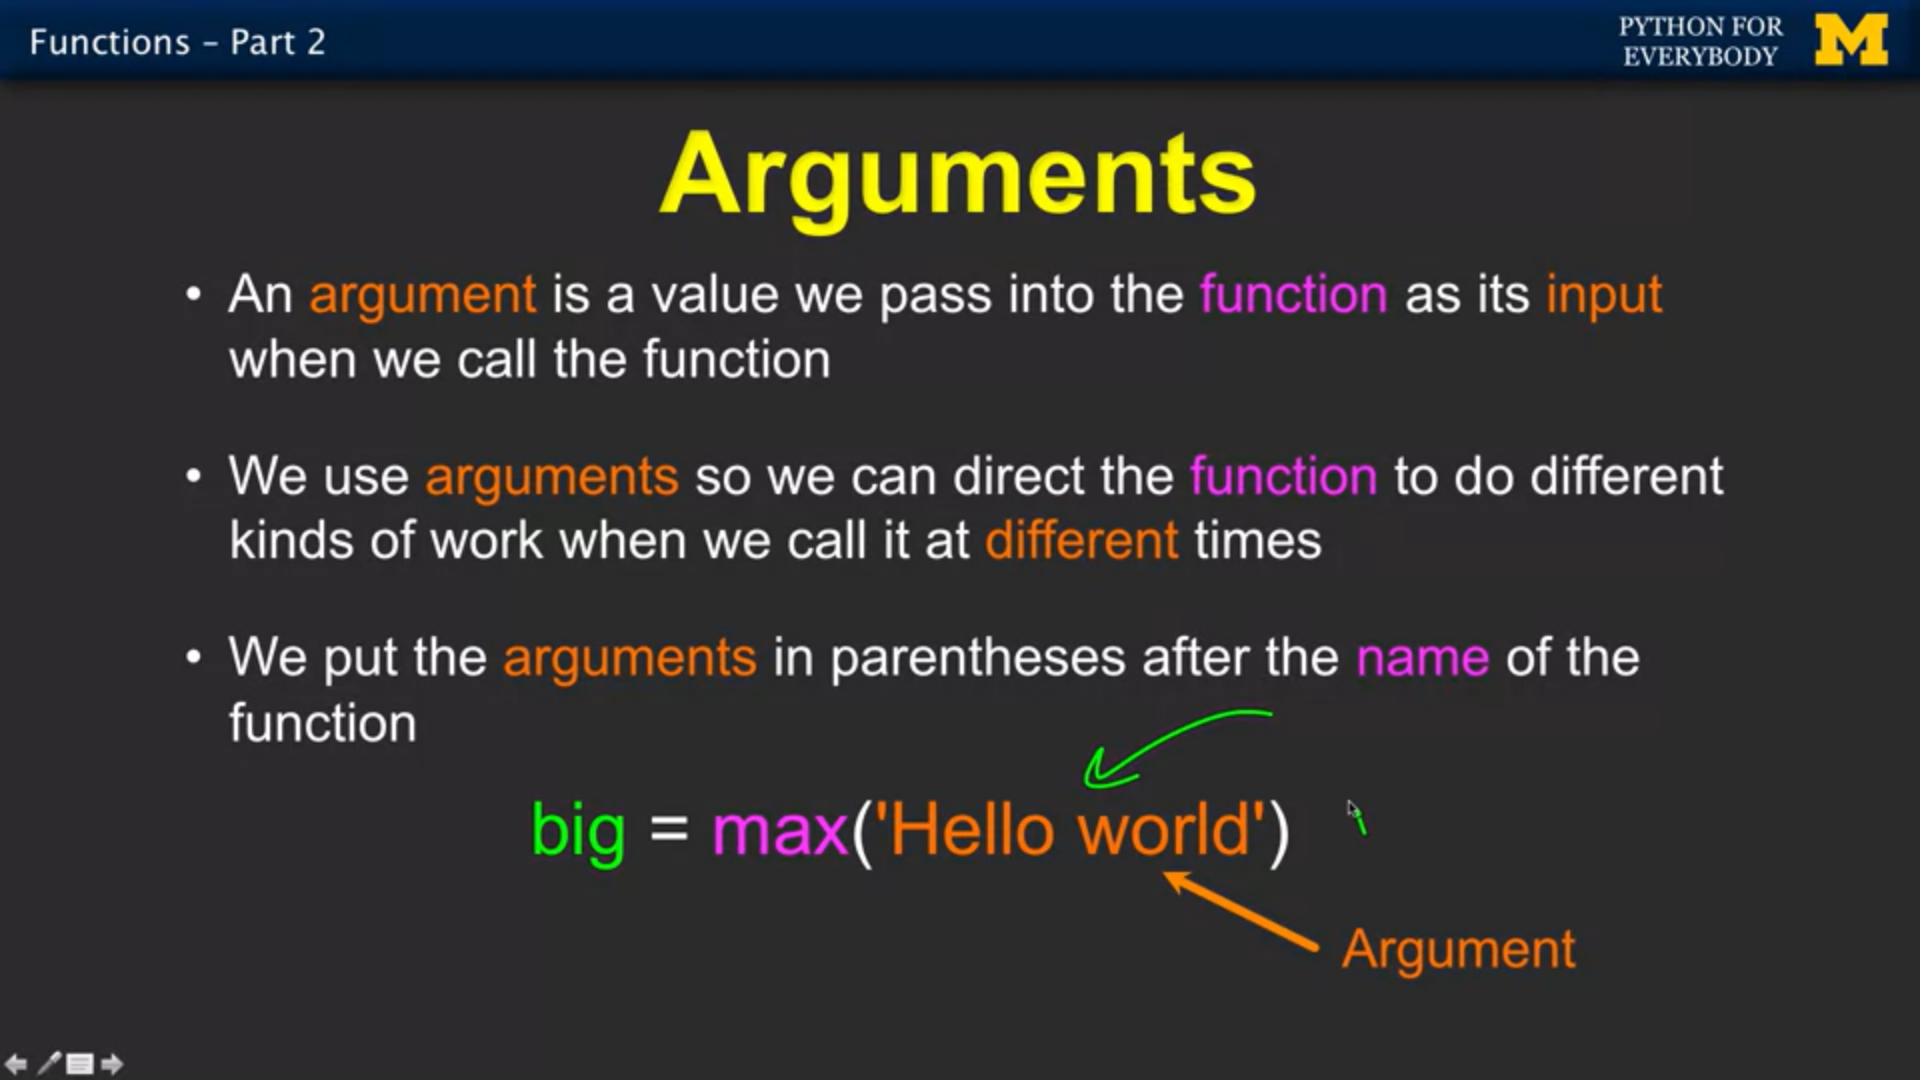 Functions – Part 2
PYTHON FOR
EVERYBODY
M
Arguments
• An argument is a value we pass into the function as its input
when we call the function
• We use arguments so we can direct the function to do different
kinds of work when we call it at different times
• We put the arguments in parentheses after the name of the
function
big = max('Hello world')
Argument